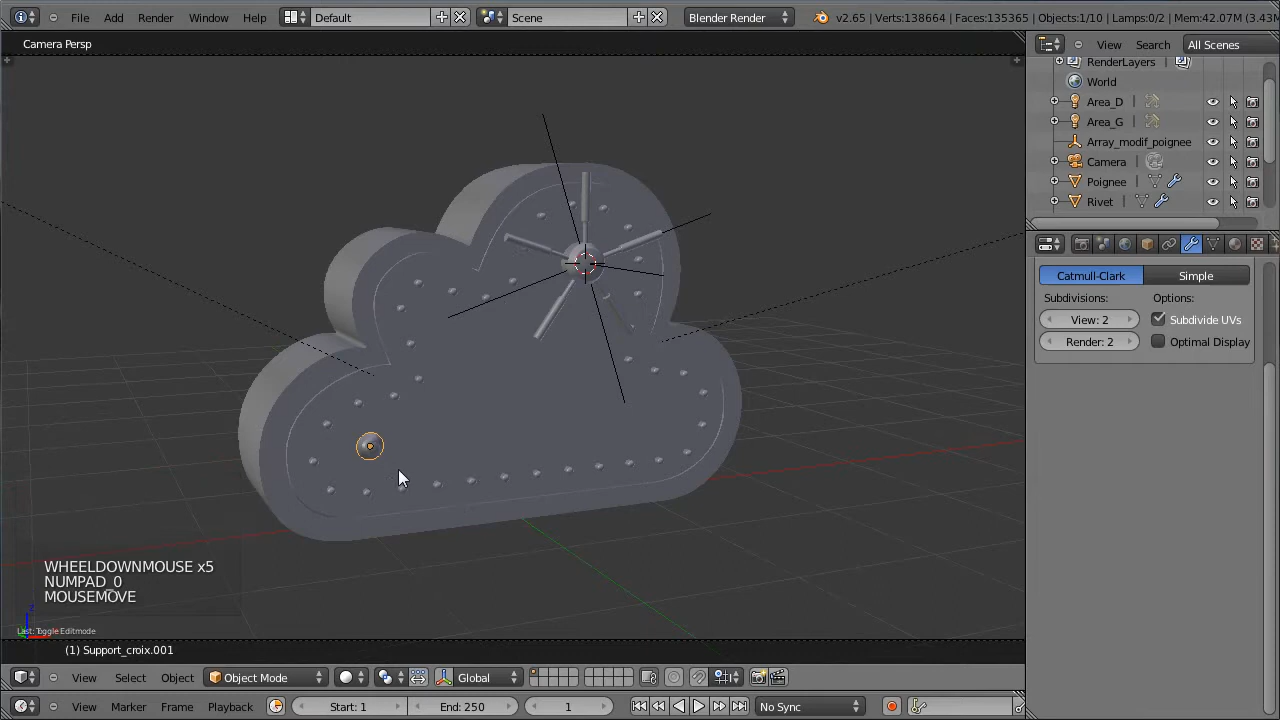 File Add Render Window Help Default Scene Blender Render v2.65 | Verts:138664 | Faces:135365 | Objects:1/10 | Lamps:0/2 | Mem:42.07M (3.43M
Camera Persp
View Search All Scenes
RenderLayers
World
Area_D
Area_G
Array_modif_poignee
Camera
Poignee
Rivet
Catmull-Clark Simple
Subdivisions: Options:
View: 2 Subdivide UVs
Render: 2 Optimal Display
WHEELDOWNMOUSE x5
NUMPAD_0
MOUSEMOVE
z
Last: Toggle Editmode
(1) Support_croix.001
View Select Object Object Mode Global
View Marker Frame Playback Start: 1 End: 250 1 No Sync